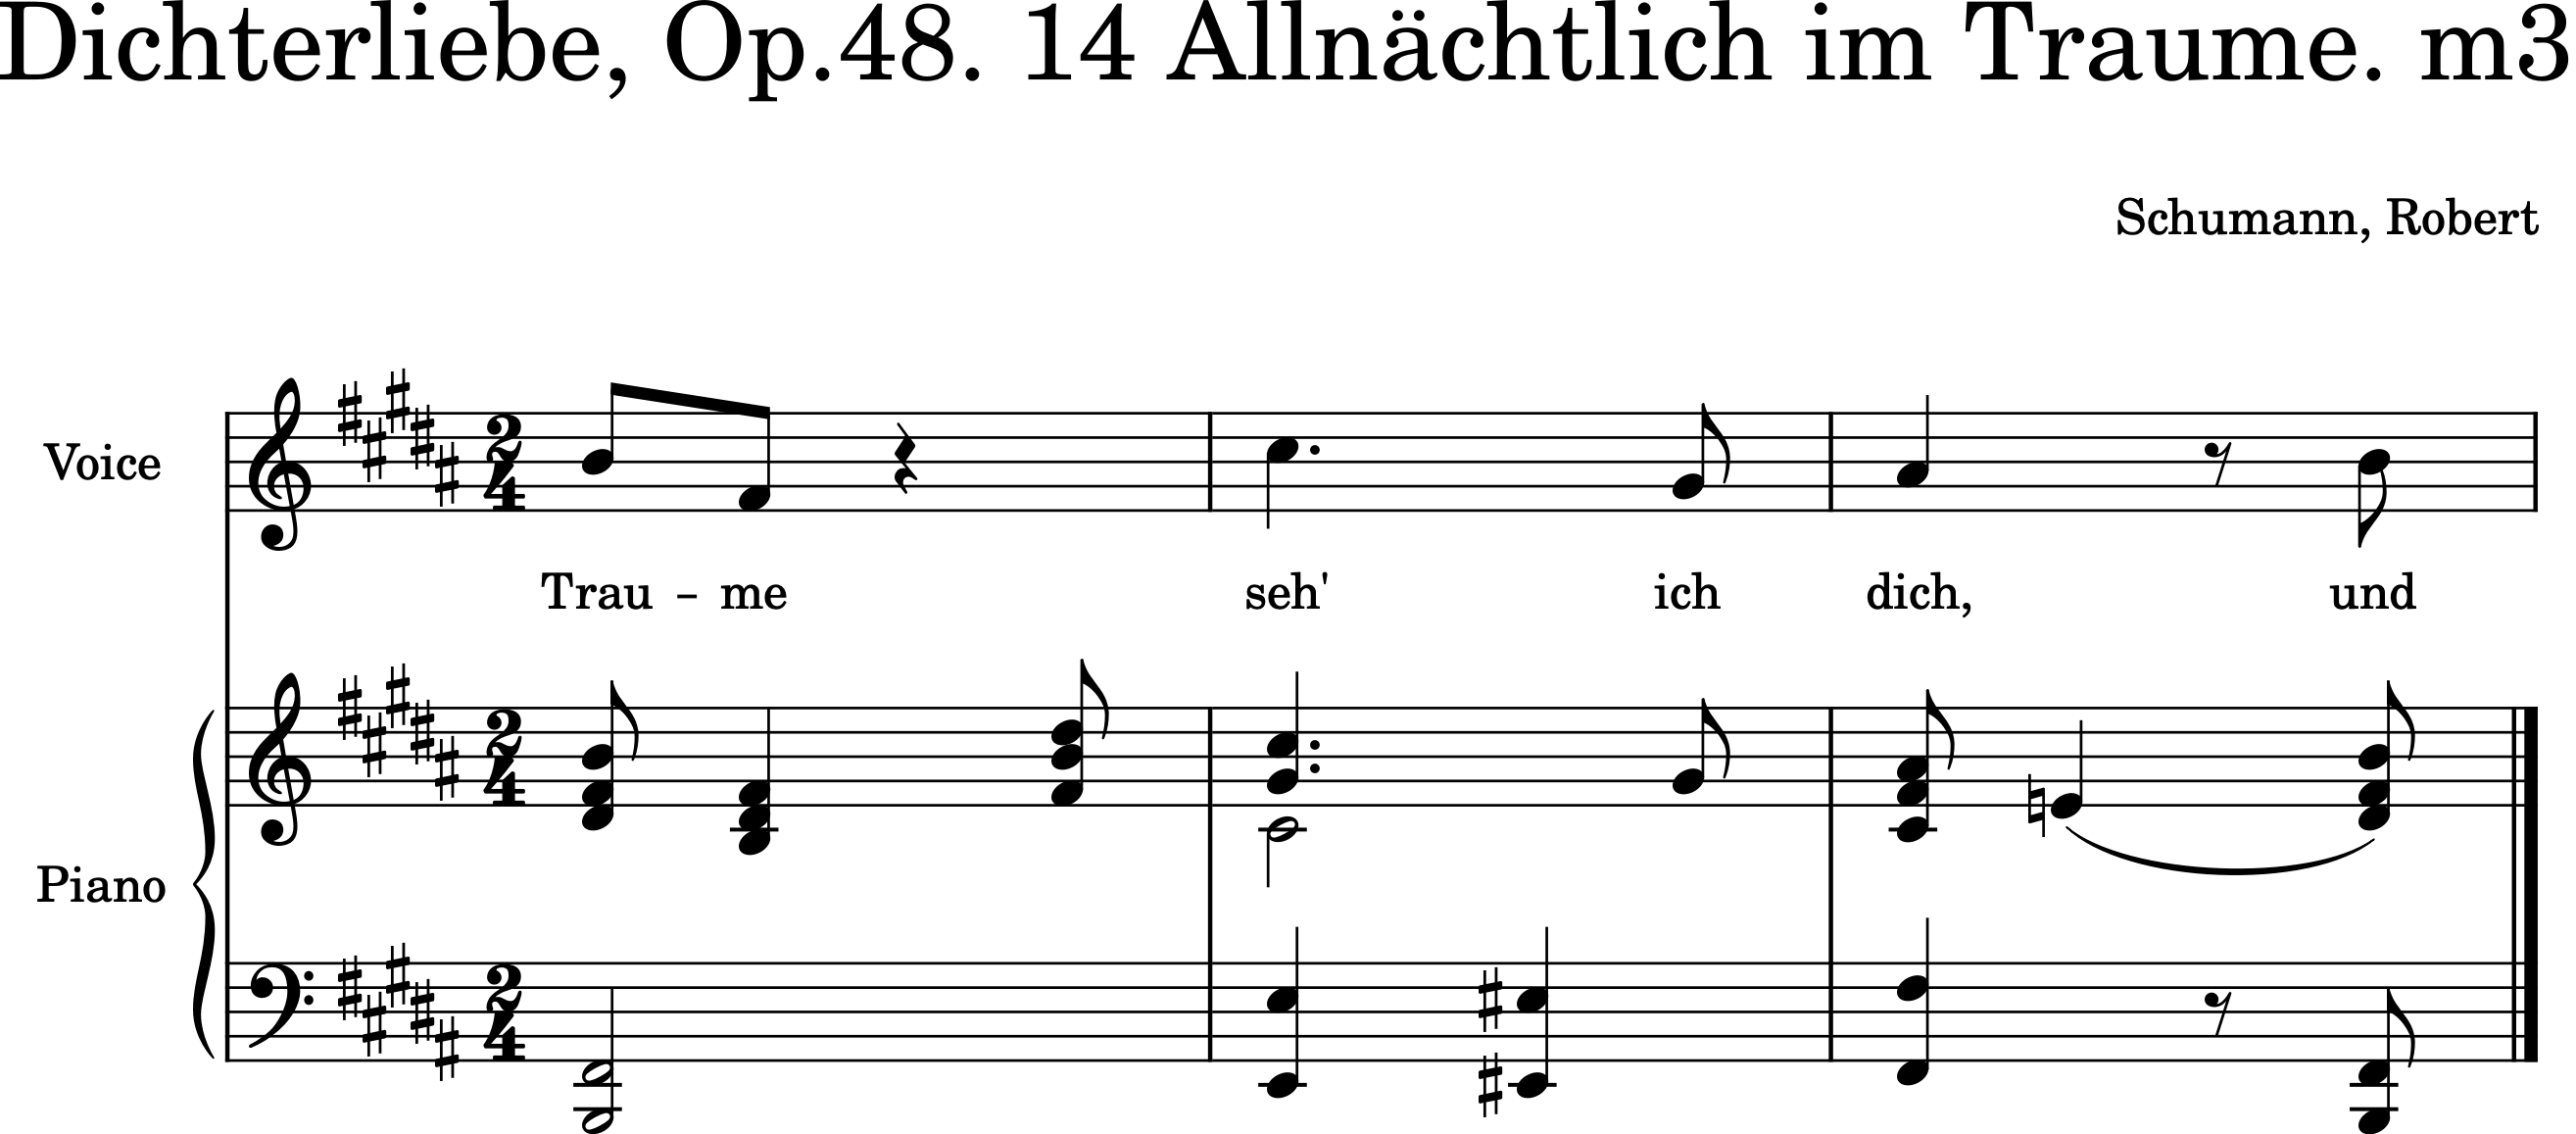 Dichterliebe, Op.48. 14 Allnächtlich im Traume. m3
Schumann, Robert
Voice
Trau - me seh' ich dich, und
Piano